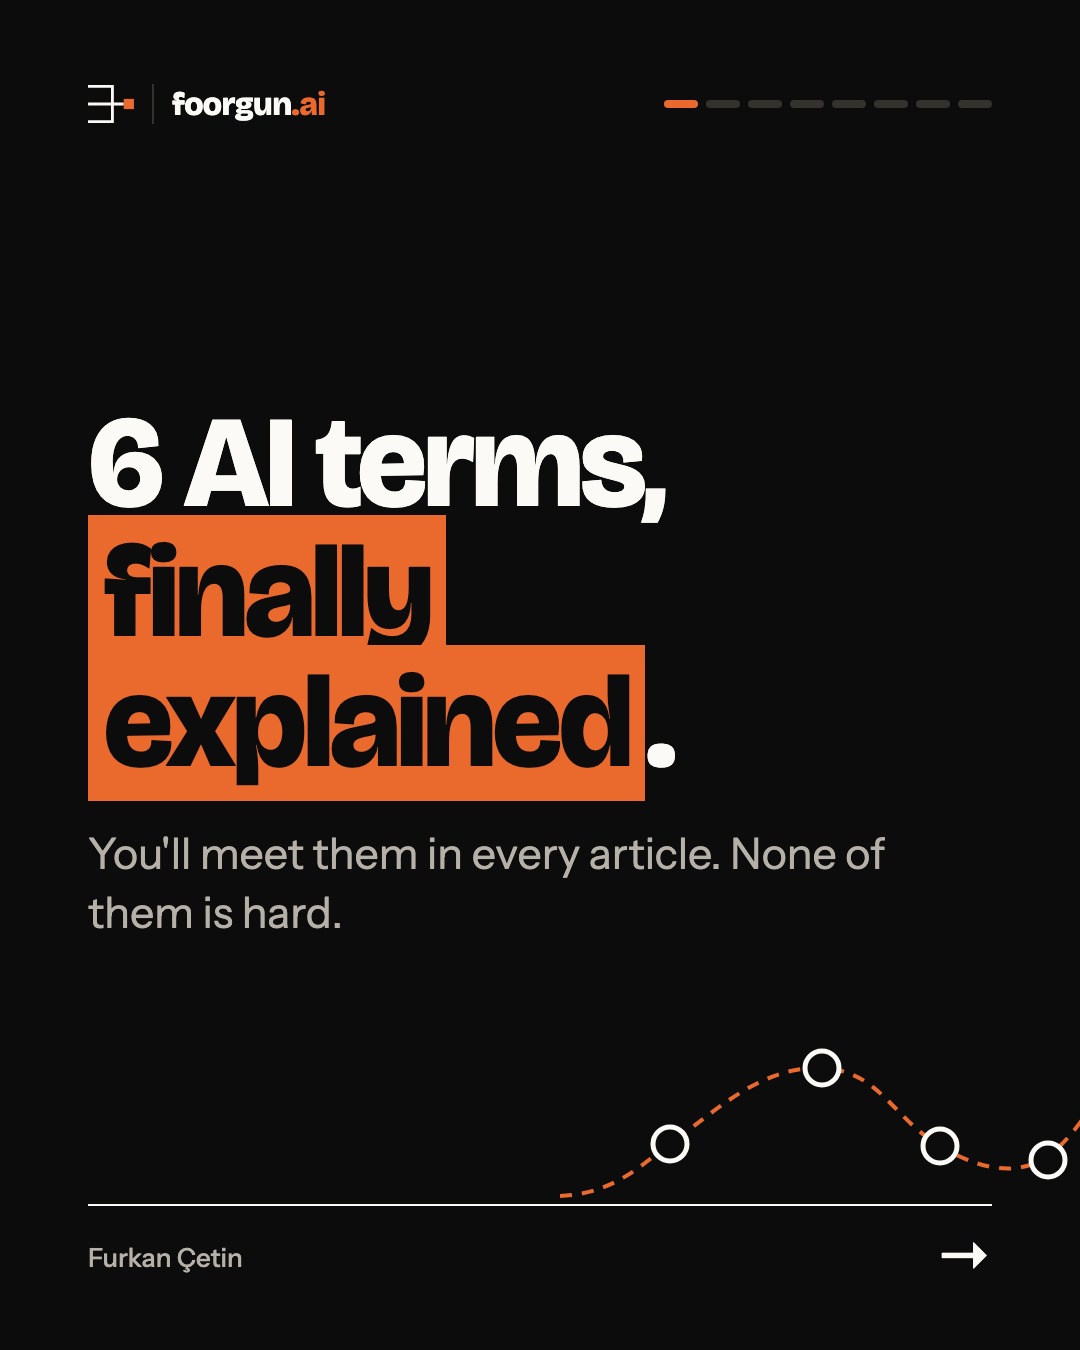 foorgun.ai
6 AI terms,
finally
explained.
You'll meet them in every article. None of
them is hard.
Furkan Çetin